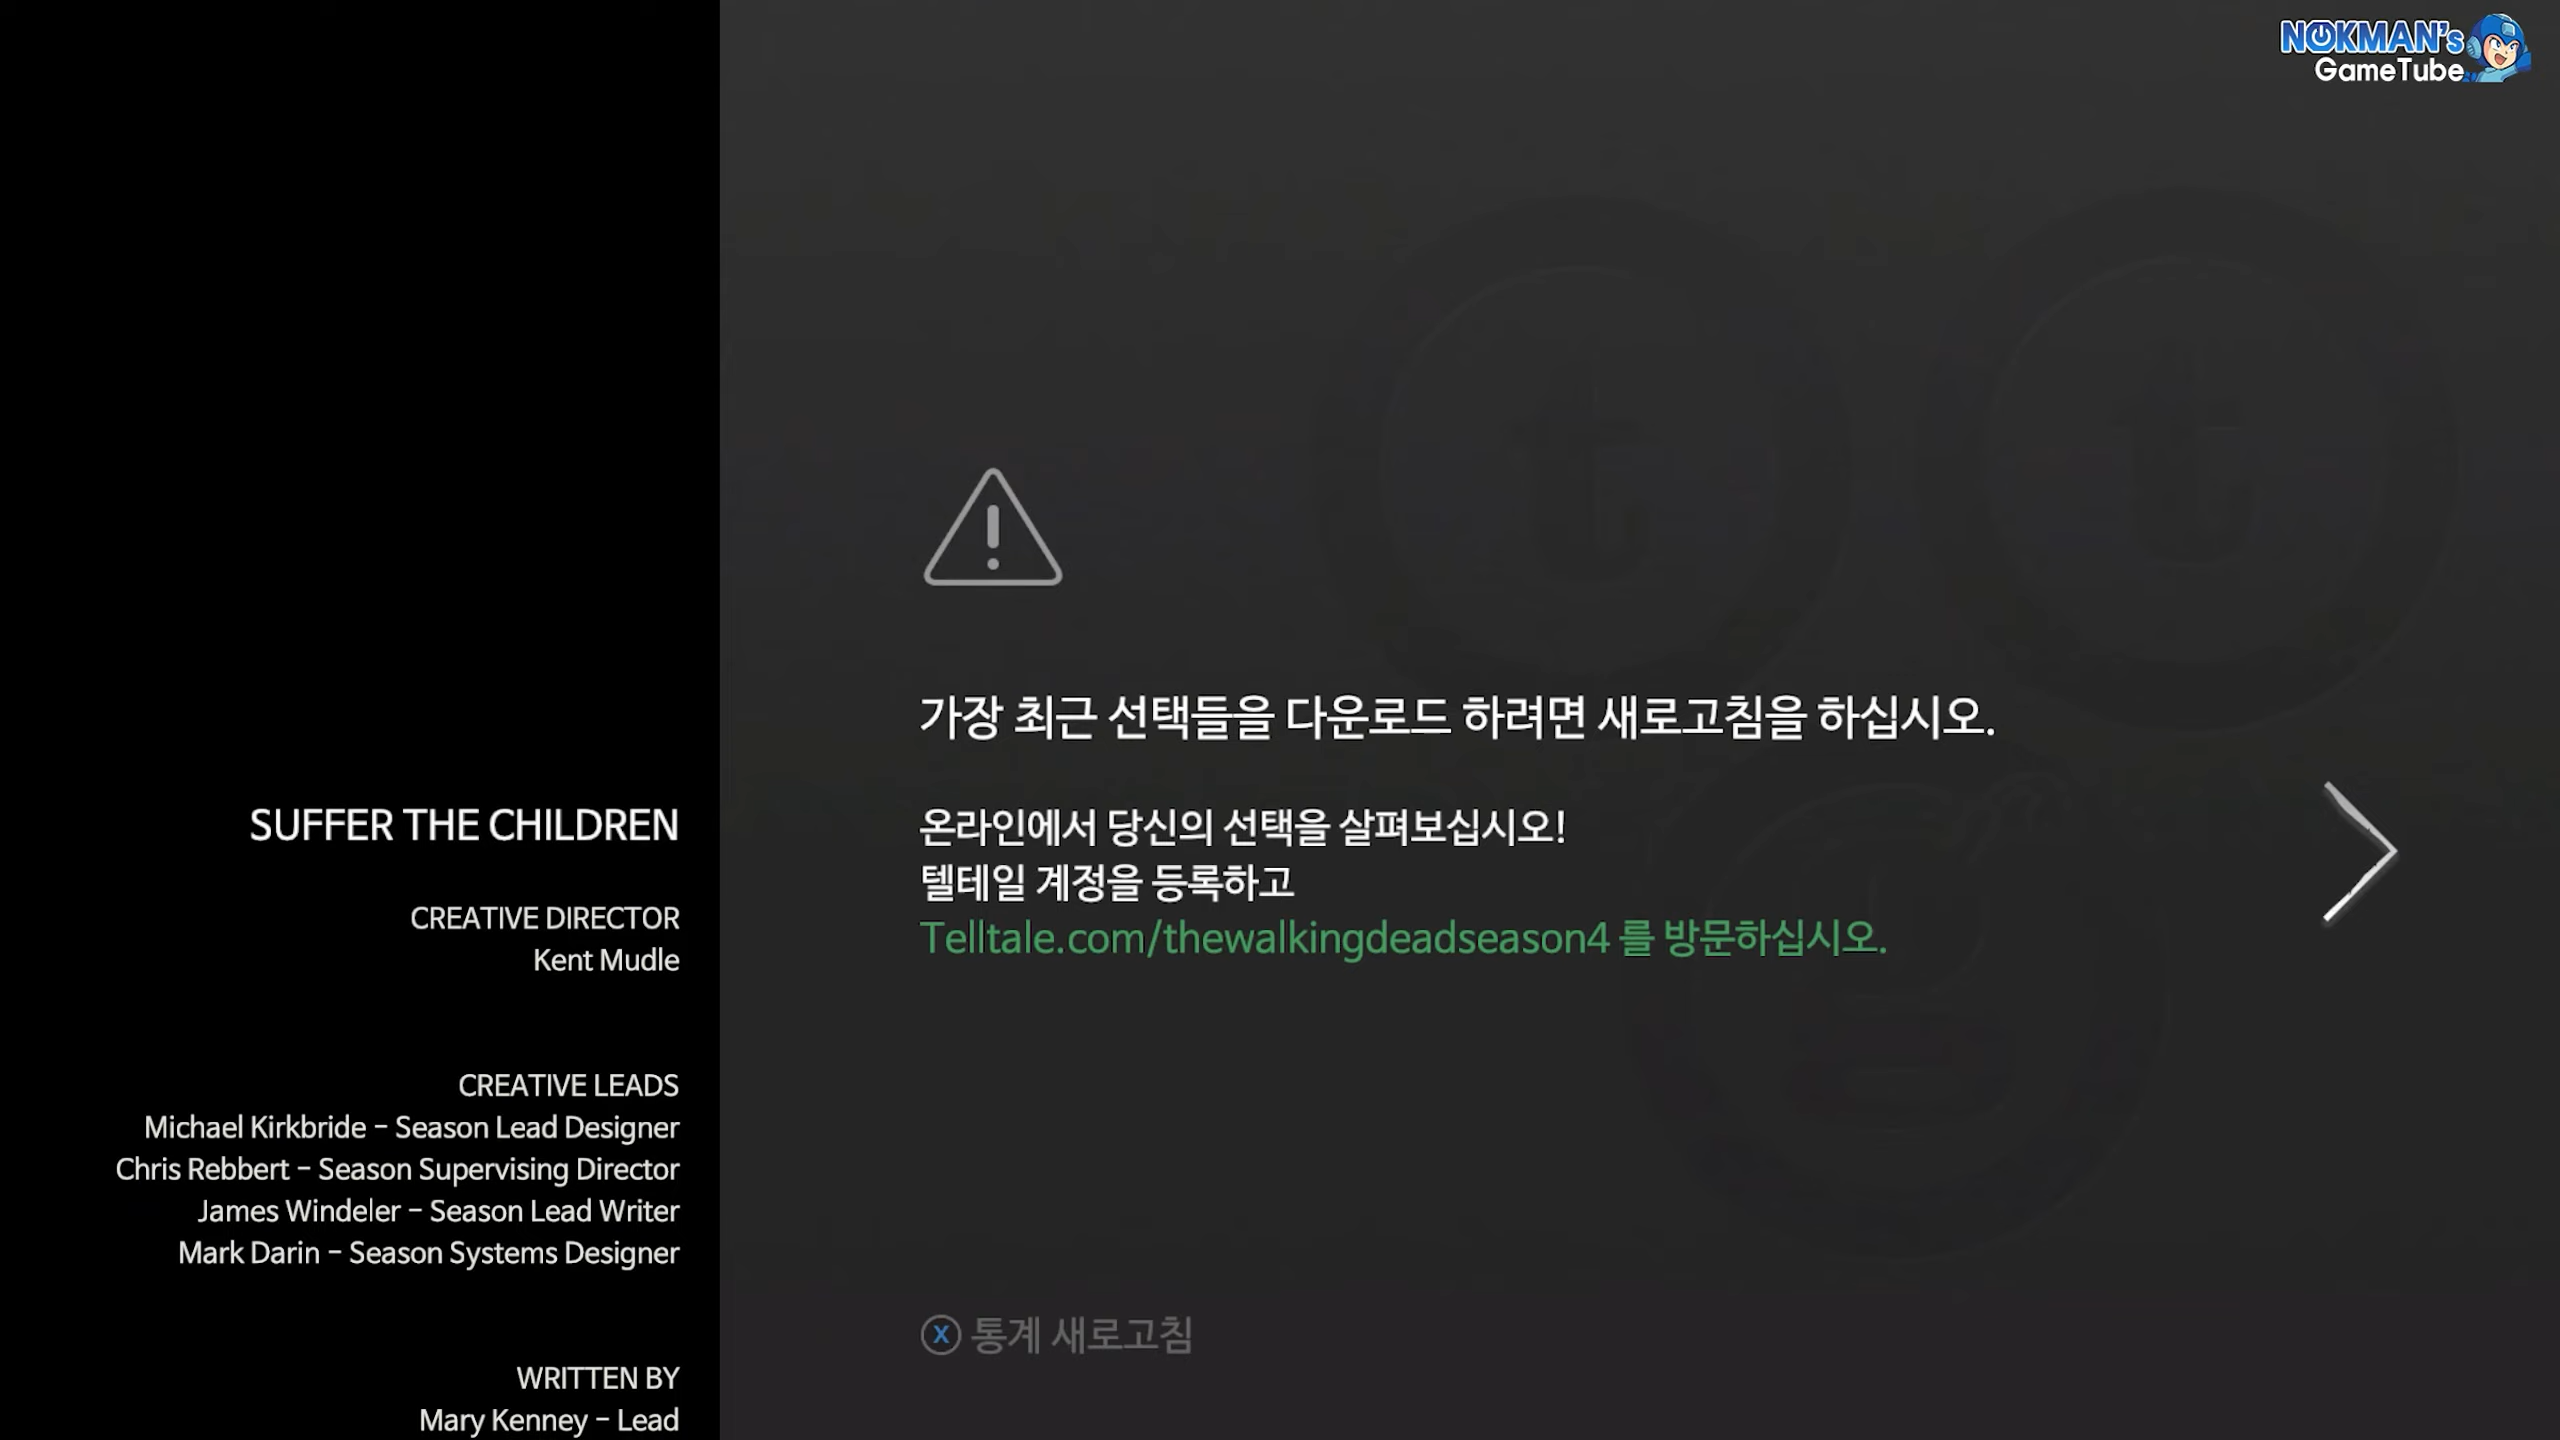 NOKMAN's
GameTube
SUFFER THE CHILDREN
CREATIVE DIRECTOR
Kent Mudle
CREATIVE LEADS
Michael Kirkbride – Season Lead Designer
Chris Rebbert – Season Supervising Director
James Windeler – Season Lead Writer
Mark Darin – Season Systems Designer
WRITTEN BY
Mary Kenney – Lead
가장 최근 선택들을 다운로드 하려면 새로고침을 하십시오.
온라인에서 당신의 선택을 살펴보십시오!
텔테일 계정을 등록하고
Telltale.com/thewalkingdeadseason4 를 방문하십시오.
X 통계 새로고침